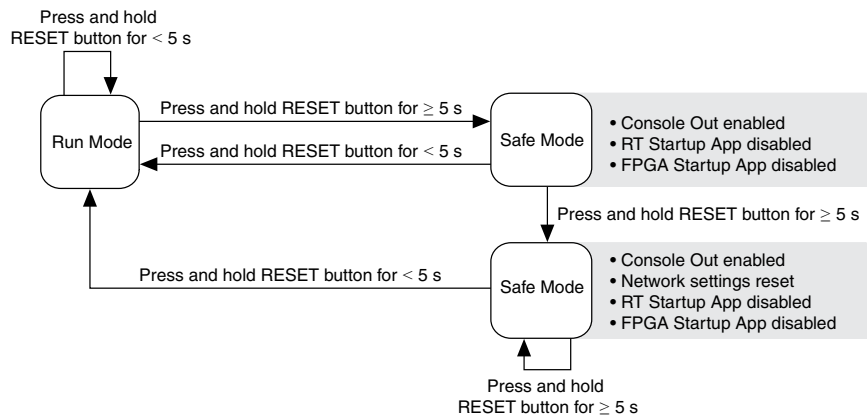 Press and hold
RESET button for < 5 s
Run Mode
Press and hold RESET button for ≥ 5 s
Press and hold RESET button for < 5 s
Safe Mode
• Console Out enabled
• RT Startup App disabled
• FPGA Startup App disabled
Press and hold RESET button for ≥ 5 s
Press and hold RESET button for < 5 s
Safe Mode
• Console Out enabled
• Network settings reset
• RT Startup App disabled
• FPGA Startup App disabled
Press and hold
RESET button for ≥ 5 s